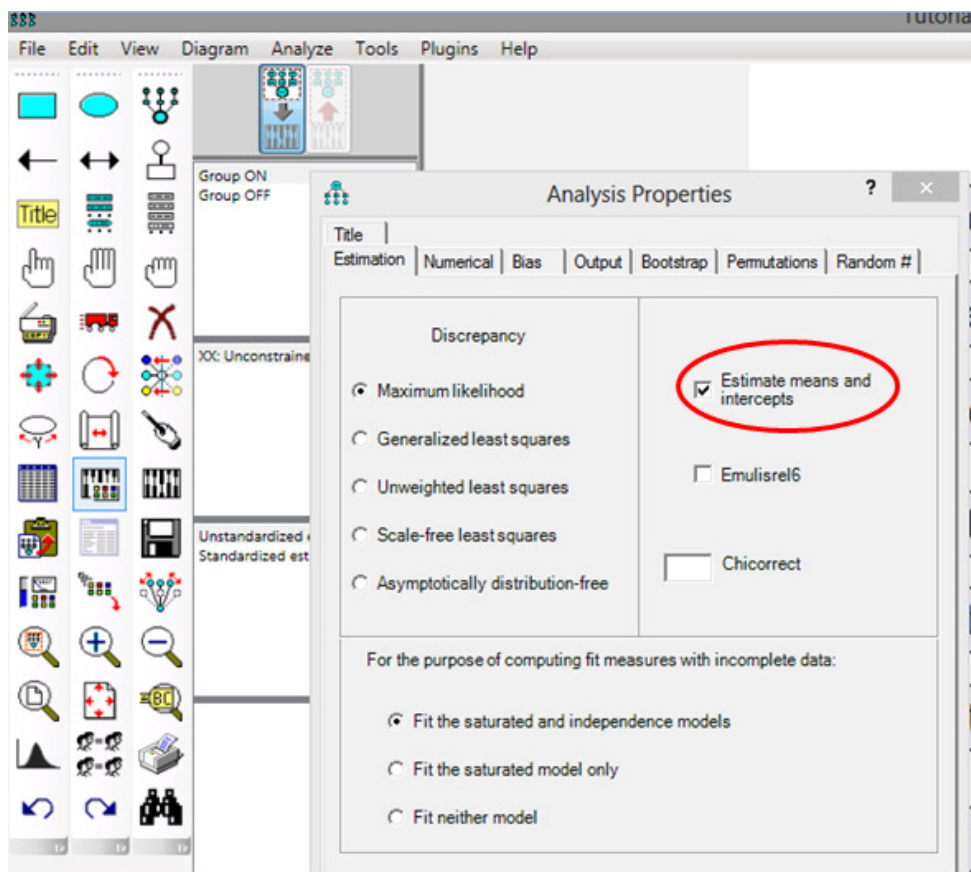 Tutoria
File Edit View Diagram Analyze Tools Plugins Help
Group ON
Group OFF
XX: Unconstraine
Unstandardized
Standardized est
Title
Analysis Properties ?
Title
Estimation Numerical Bias Output Bootstrap Permutations Random #
Discrepancy
Maximum likelihood
Generalized least squares
Unweighted least squares
Scale-free least squares
Asymptotically distribution-free
Estimate means and
intercepts
Emulisrel6
Chicorrect
For the purpose of computing fit measures with incomplete data:
Fit the saturated and independence models
Fit the saturated model only
Fit neither model